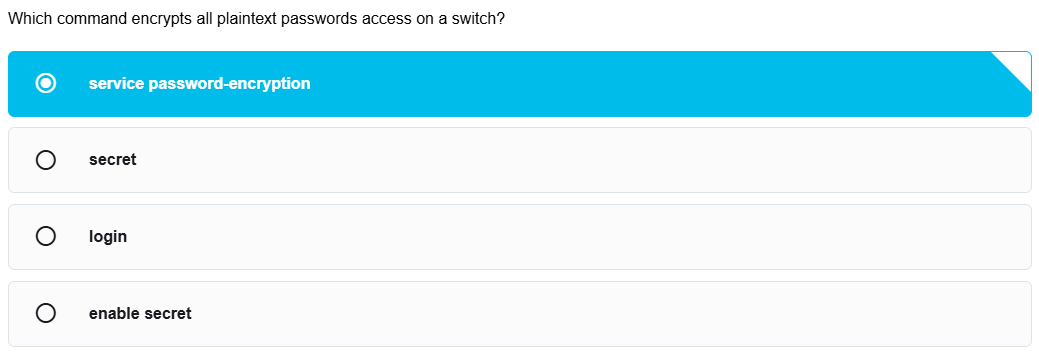 Which command encrypts all plaintext passwords access on a switch?
service password-encryption
secret
login
enable secret